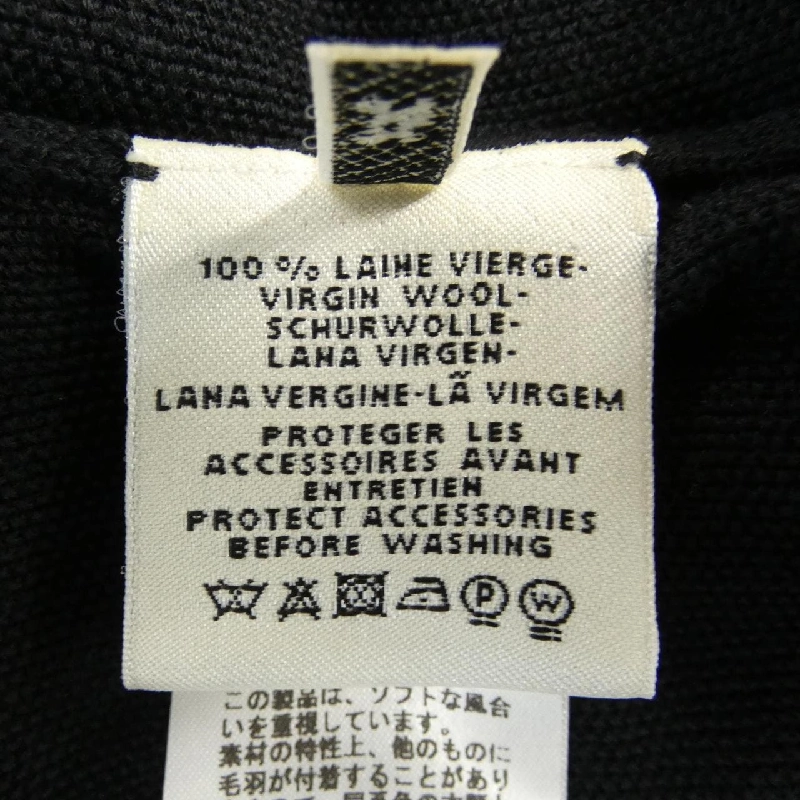 100 % LAINE VIERGE-
VIRGIN WOOL-
SCHURWOLLE-
LANA VIRGEN-
LANA VERGINE-LÃ VIRGEM
PROTEGER LES
ACCESSOIRES AVANT
ENTRETIEN
PROTECT ACCESSORIES
BEFORE WASHING
P W
この製品は、ソフトな風合
いを重視しています。
素材の特性上、他のものに
毛羽が付着することがあり